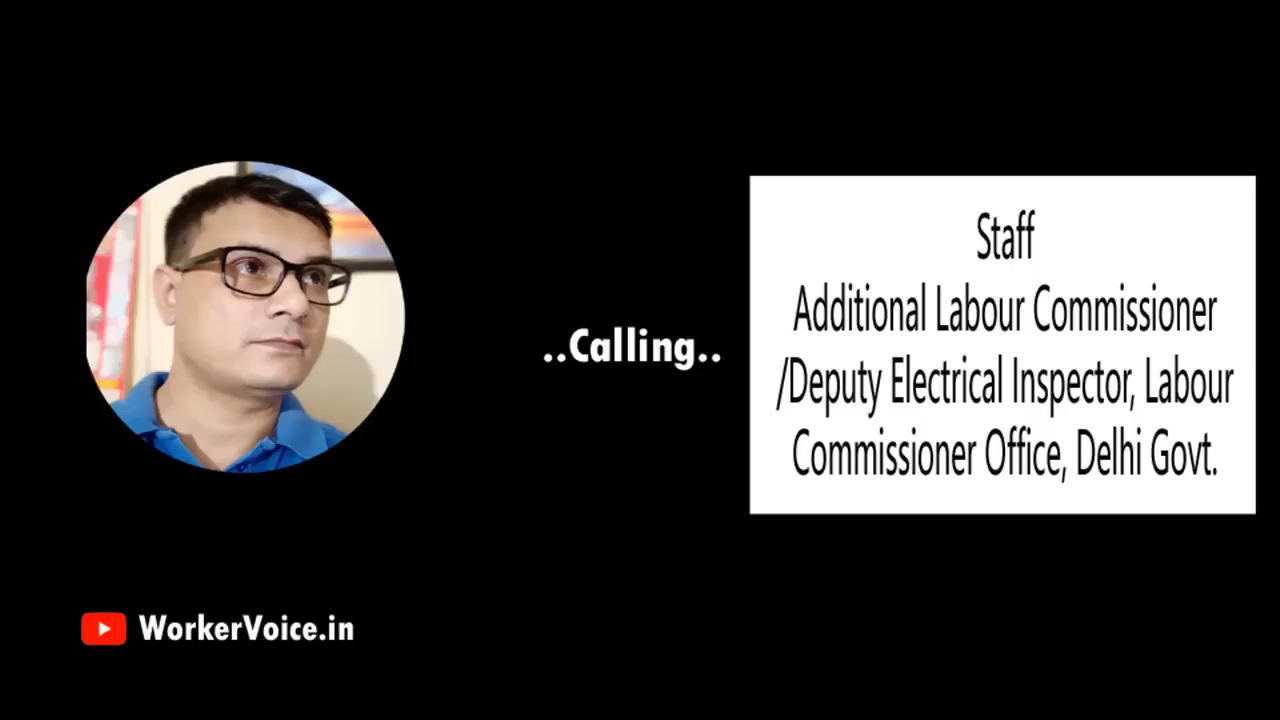 ..Calling..
Staff
Additional Labour Commissioner
/Deputy Electrical Inspector, Labour
Commissioner Office, Delhi Govt.
WorkerVoice.in